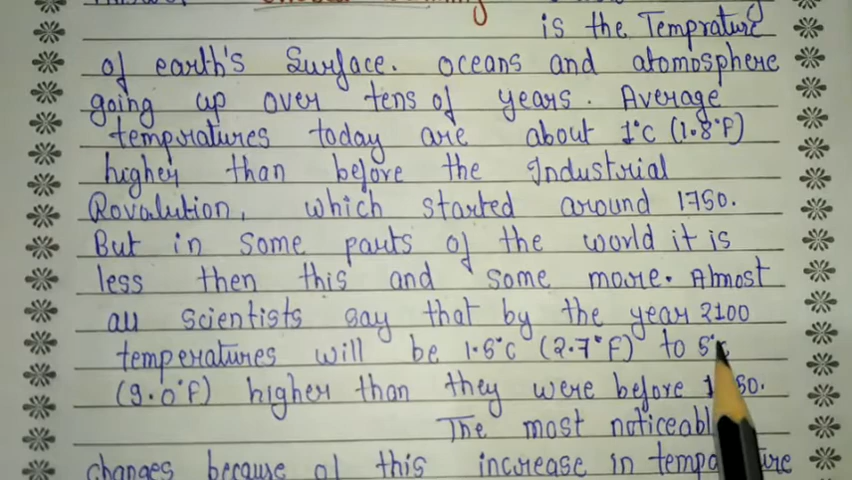 is the Temprature
of earth's Surface. oceans and atomosphere
going up over tens of years. Average
temperatures today are about 1°C (1.8°F)
higher than before the Industrial
Rovalution, which started around 1750.
But in some parts of the world it is
less then this and some more. Almost
all scientists say that by the year 2100
temperatures will be 1.5°C (2.7°F) to 5°
(9.0°F) higher than they were before
The most
changes because of this increase in